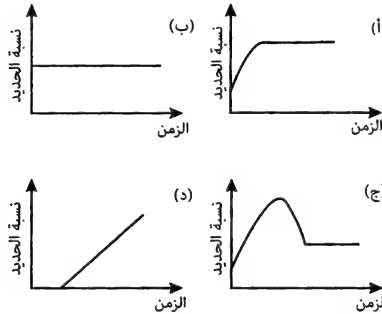 (أ)
نسبة الحديد
الزمن
(ب)
نسبة الحديد
الزمن
(ج)
نسبة الحديد
الزمن
(د)
نسبة الحديد
الزمن